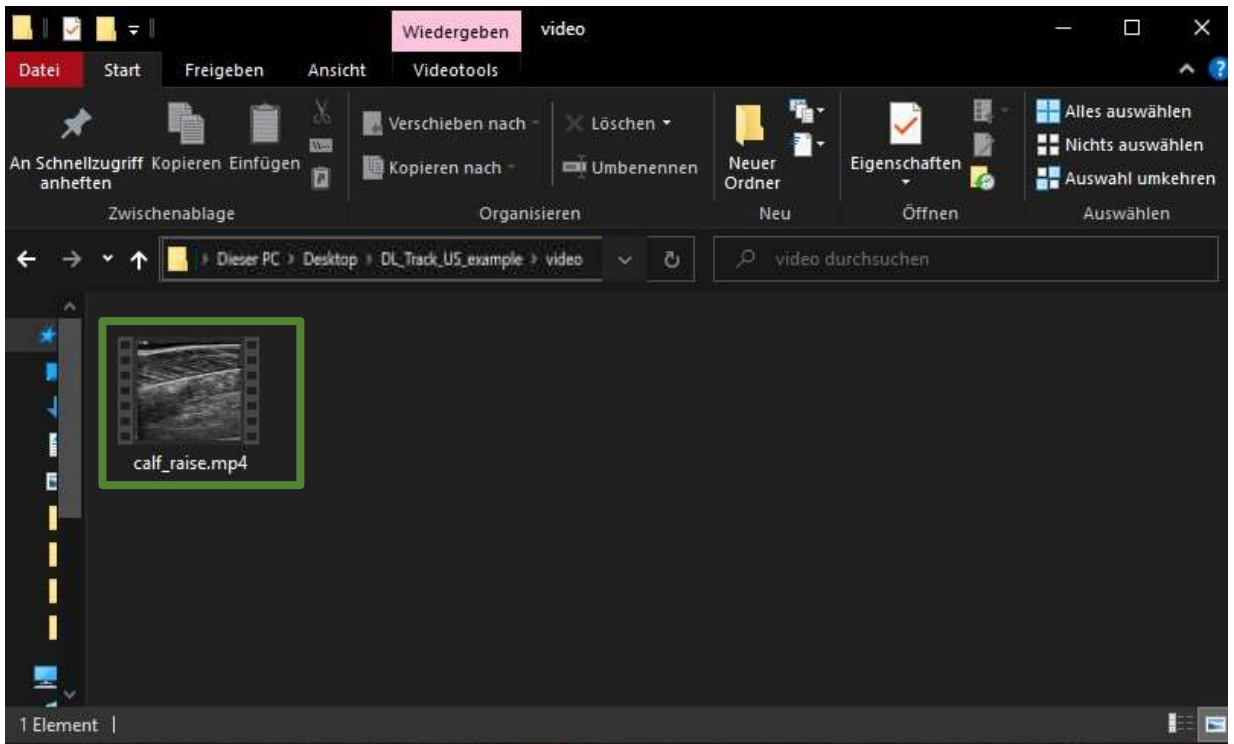 Wiedergeben video
Datei Start Freigeben Ansicht Videotools
An Schnellzugriff anheften
Kopieren
Einfügen
Zwischenablage
Verschieben nach
Kopieren nach
Löschen
Umbenennen
Organisieren
Neuer Ordner
Neu
Eigenschaften
Öffnen
Alles auswählen
Nichts auswählen
Auswahl umkehren
Auswählen
Dieser PC Desktop DL_Track_US_example video
video durchsuchen
calf_raise.mp4
1 Element